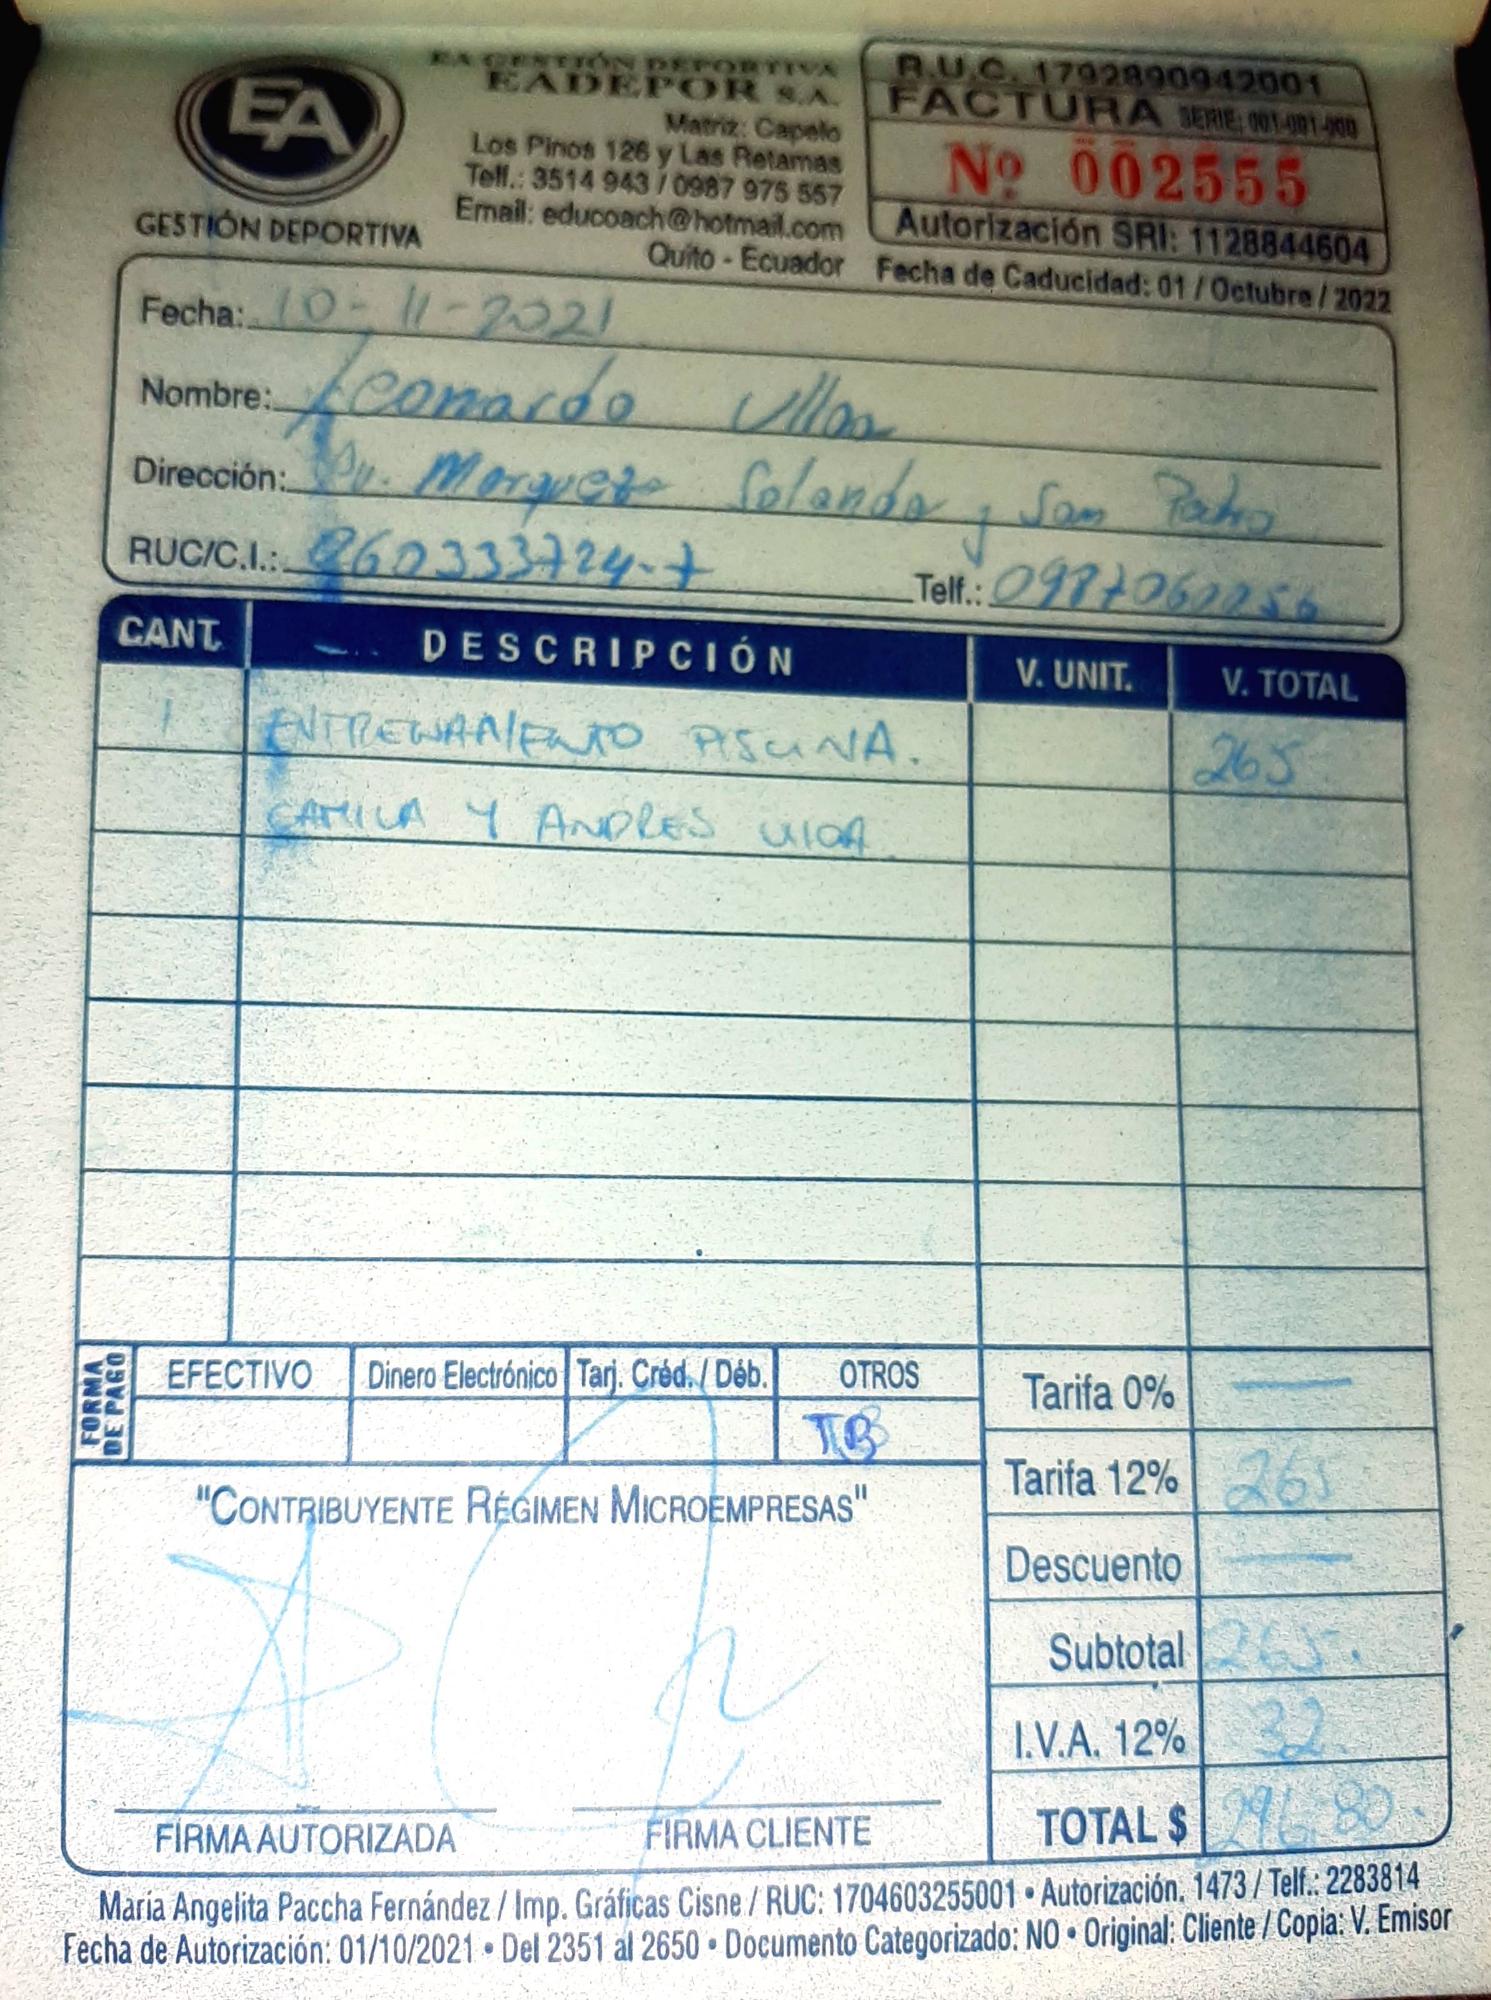 EA
GESTIÓN DEPORTIVA
EA GESTIÓN DEPORTIVA
EADEPOR S.A.
Matriz: Capelo
Los Pinos 126 y Las Retamas
Telf.: 3514 943 / 0987 975 557
Email: educoach@hotmail.com
Quito - Ecuador
R.U.C. 1792890942001
FACTURA SERIE: 001-001-000
Nº 002555
Autorización SRI: 1128844604
Fecha de Caducidad: 01 / Octubre / 2022
Fecha: 10-11-2021
Nombre: Leonardo Ulloa
Dirección: Av. Marqueza Solanda y San Pedro
RUC/C.I.: 060333724-7
Telf.:
CANT. DESCRIPCIÓN V. UNIT. V. TOTAL
1 ENTRENAMIENTO PISCINA. 265
CAMILA Y ANDRES
FORMA DE PAGO
EFECTIVO Dinero Electrónico Tarj. Créd. / Déb. OTROS
TB
Tarifa 0% —
Tarifa 12% 265
Descuento —
Subtotal 265.
I.V.A. 12% 32.
TOTAL $ 296,80.
"CONTRIBUYENTE RÉGIMEN MICROEMPRESAS"
FIRMA AUTORIZADA FIRMA CLIENTE
María Angelita Paccha Fernández / Imp. Gráficas Cisne / RUC: 1704603255001 • Autorización. 1473 / Telf.: 2283814
Fecha de Autorización: 01/10/2021 • Del 2351 al 2650 • Documento Categorizado: NO • Original: Cliente / Copia: V. Emisor